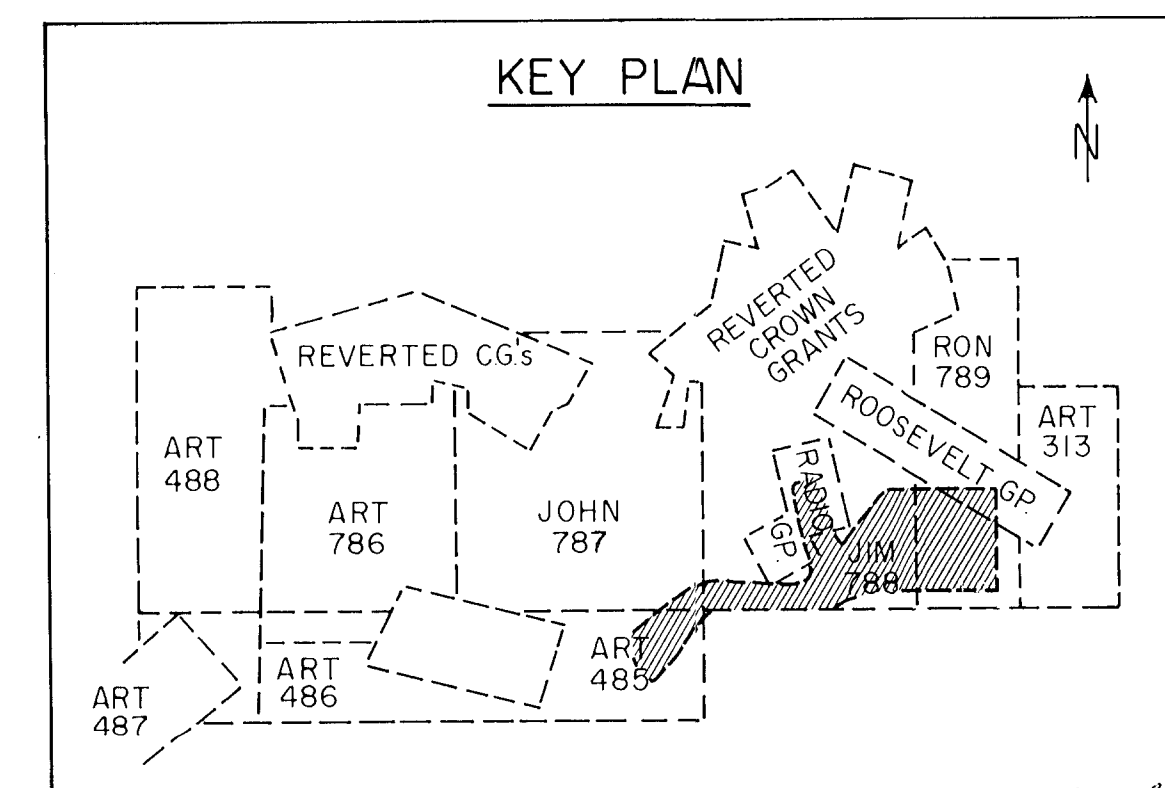 KEY PLAN
N
REVERTED
CROWN
GRANTS
REVERTED C.G.'s
RON
789
ROOSEVELT GP.
ART
313
ART
488
RADIO
GP.
ART
786
JOHN
787
JIM
788
ART
485
ART
486
ART
487